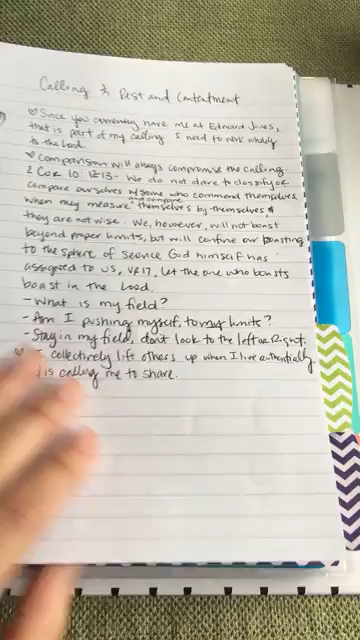 Calling & Rest and Contentment
Since you currently have me at Edward Jones,
that is part of my calling I need to work wholly
to the Lord.
Comparison will always compromise the calling.
2 Cor 10: 12-13 - We do not dare to classify or
compare ourselves w/ some who commend themselves.
When they measure and compare themselves by themselves &
they are not wise. We, however, will not boast
beyond proper limits, but will confine our boasting
to the sphere of service God himself has
assigned to us, VR 17, Let the one who boasts
boast in the Lord.
- What is my field?
- Am I pushing myself, to my limits?
- Stay in my field, don't look to the left or Right.
I collectively lift others up when I live authentically
is calling me to share.